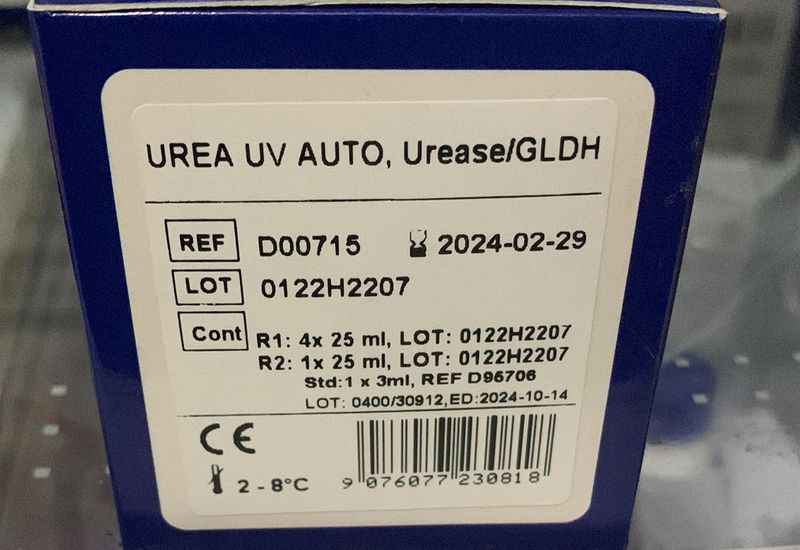 UREA UV AUTO, Urease/GLDH
REF D00715 2024-02-29
LOT 0122H2207
Cont R1: 4x 25 ml, LOT: 0122H2207
R2: 1x 25 ml, LOT: 0122H2207
Std:1 x 3ml, REF D95706
LOT: 0400/30912,ED:2024-10-14
CE
2 - 8°C 9 076077 230818